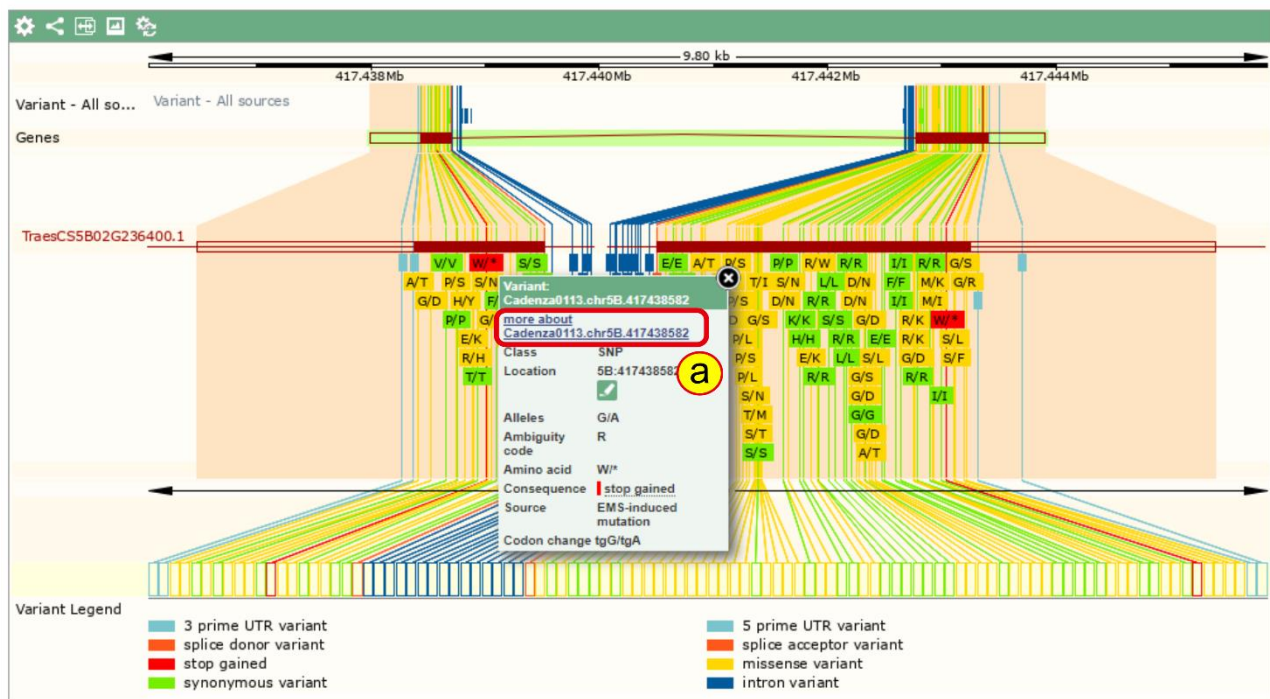 9.80 kb
417.438Mb 417.440Mb 417.442Mb 417.444Mb
Variant - All so... Variant - All sources
Genes
TraesCS5B02G236400.1
V/V W/* S/S E/E A/T P/S P/P R/W R/R I/I R/R G/S
A/T P/S S/N T/I S/N L/L D/N F/F M/K G/R
G/D H/Y F/ P/S D/N R/R D/N I/I M/I
P/P G/ D G/S K/K S/S G/D R/K W/*
E/K P/L H/H R/R E/E R/K S/L
R/H P/S E/K L/L S/L G/D S/F
T/T P/L R/R G/S R/R
S/N G/D I/I
T/M G/G
S/T G/D
S/S A/T
Variant:
Cadenza0113.chr5B.417438582
more about
Cadenza0113.chr5B.417438582
Class SNP
Location 5B:417438582
a
Alleles G/A
Ambiguity R
code
Amino acid W/*
Consequence stop gained
Source EMS-induced
mutation
Codon change tgG/tgA
Variant Legend
3 prime UTR variant 5 prime UTR variant
splice donor variant splice acceptor variant
stop gained missense variant
synonymous variant intron variant